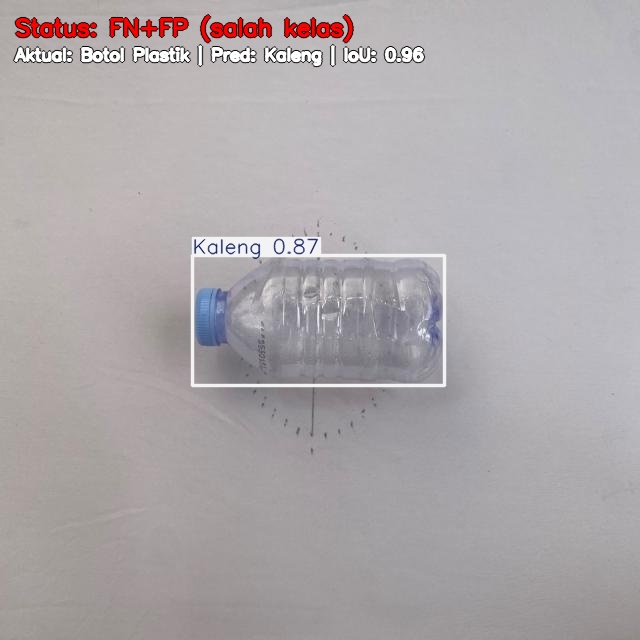 Status: FN+FP (salah kelas)
Aktual: Botol Plastik | Pred: Kaleng | IoU: 0.96
Kaleng 0.87